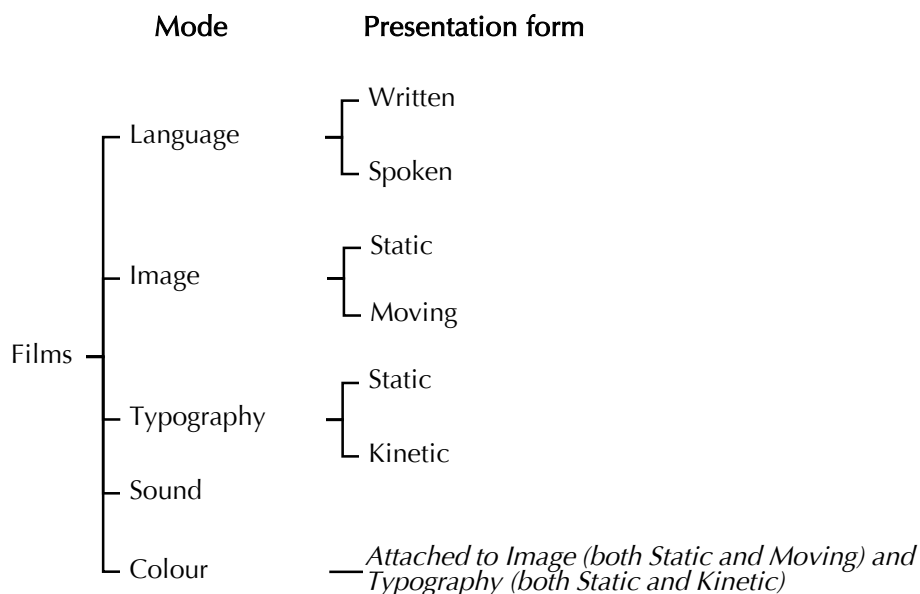 Mode Presentation form
Written
Language
Spoken
Static
Image
Moving
Films
Static
Typography
Kinetic
Sound
Colour
Attached to Image (both Static and Moving) and
Typography (both Static and Kinetic)